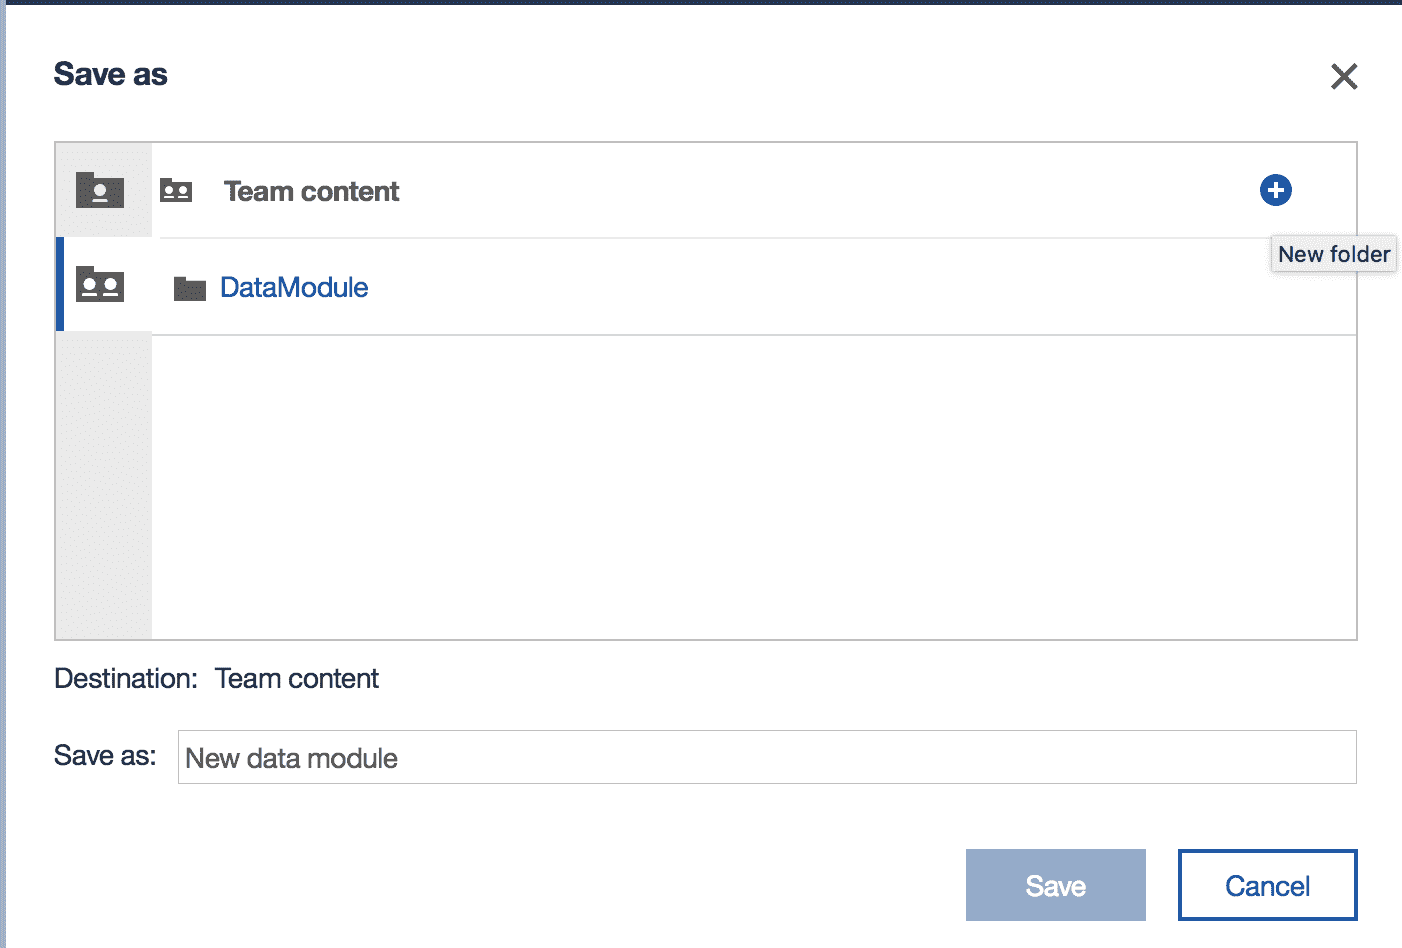 Save as
Team content
New folder
DataModule
Destination: Team content
Save as: New data module
Save Cancel